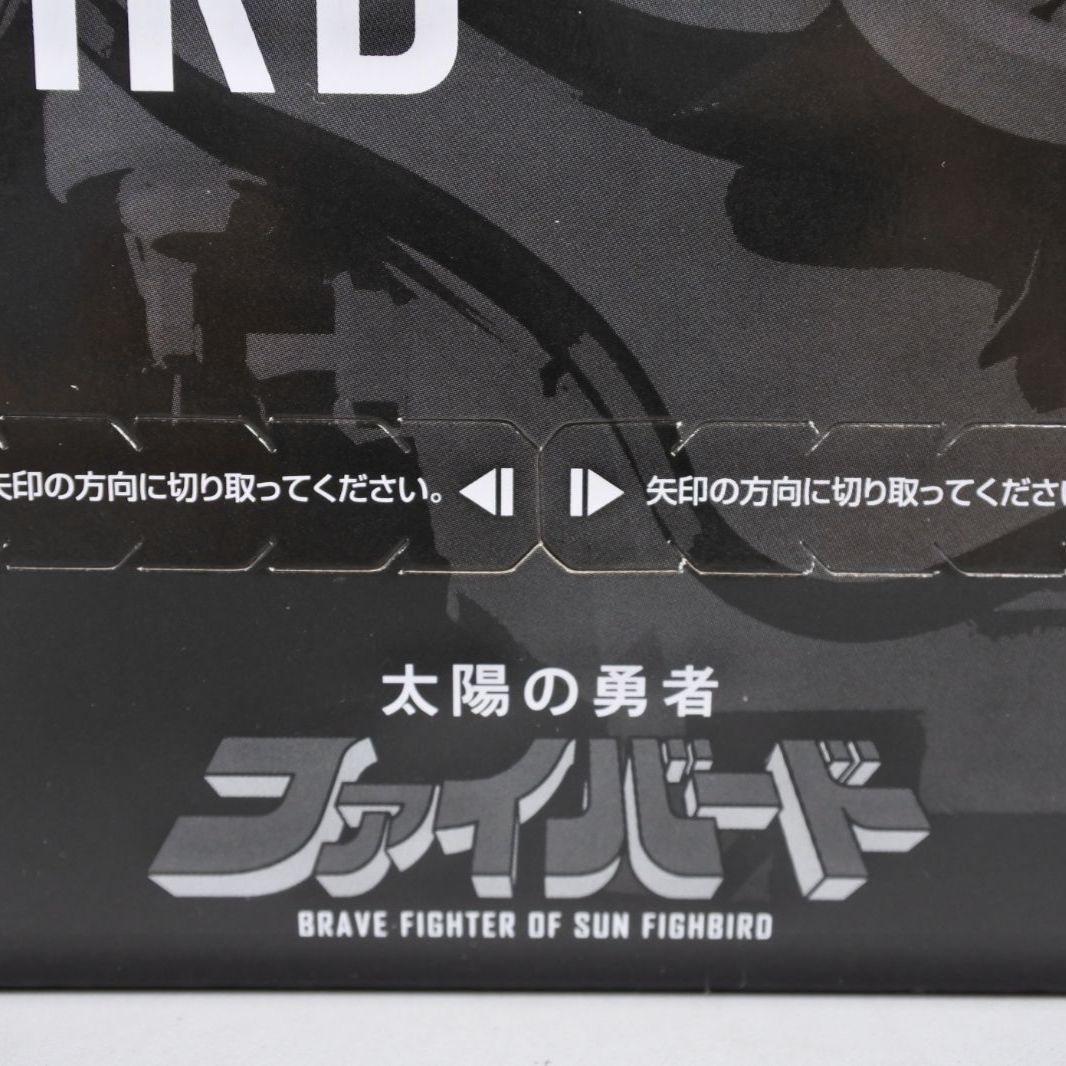 IRD
矢印の方向に切り取ってください。
矢印の方向に切り取ってください
太陽の勇者
ファイバード
BRAVE FIGHTER OF SUN FIGHBIRD